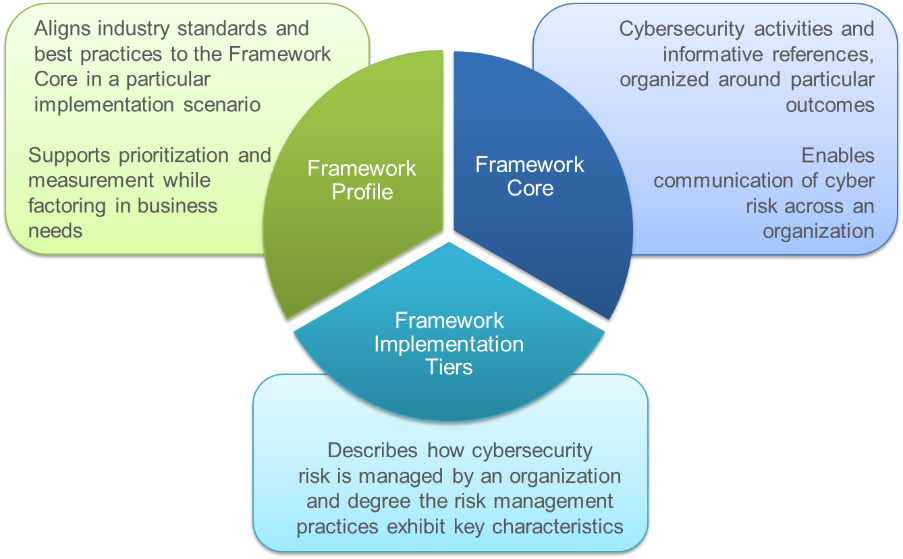 Aligns industry standards and
best practices to the Framework
Core in a particular
implementation scenario
Supports prioritization and
measurement while
factoring in business
needs
Framework
Profile
Framework
Core
Cybersecurity activities and
informative references,
organized around particular
outcomes
Enables
communication of cyber
risk across an
organization
Framework
Implementation
Tiers
Describes how cybersecurity
risk is managed by an organization
and degree the risk management
practices exhibit key characteristics